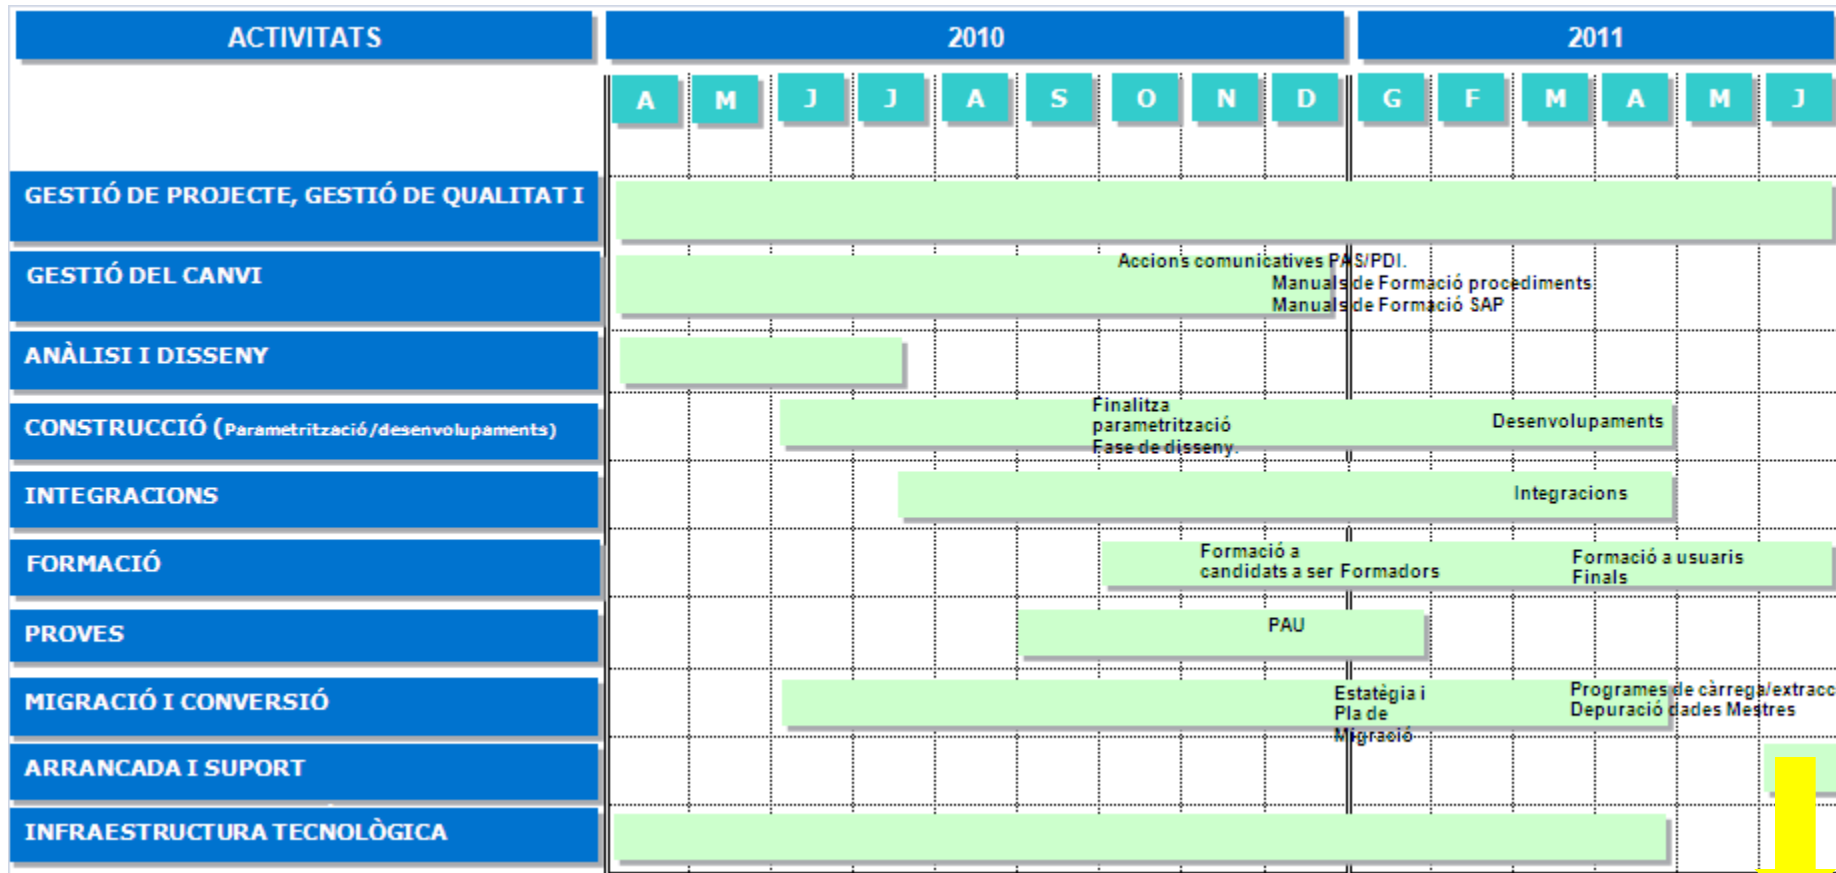 ACTIVITATS 2010 2011
A M J J A S O N D G F M A M J
GESTIÓ DE PROJECTE, GESTIÓ DE QUALITAT I
GESTIÓ DEL CANVI
Accions comunicatives PAS/PDI.
Manuals de Formació procediments
Manuals de Formació SAP
ANÀLISI I DISSENY
CONSTRUCCIÓ (Parametrització/desenvolupaments)
Finalitza
parametrització
Fase de disseny.
Desenvolupaments
INTEGRACIONS
Integracions
FORMACIÓ
Formació a
candidats a ser Formadors
Formació a usuaris
Finals
PROVES
PAU
MIGRACIÓ I CONVERSIÓ
Estatègia i
Pla de
Migració
Programes de càrrega/extracc
Depuració dades Mestres
ARRANCADA I SUPORT
INFRAESTRUCTURA TECNOLÒGICA